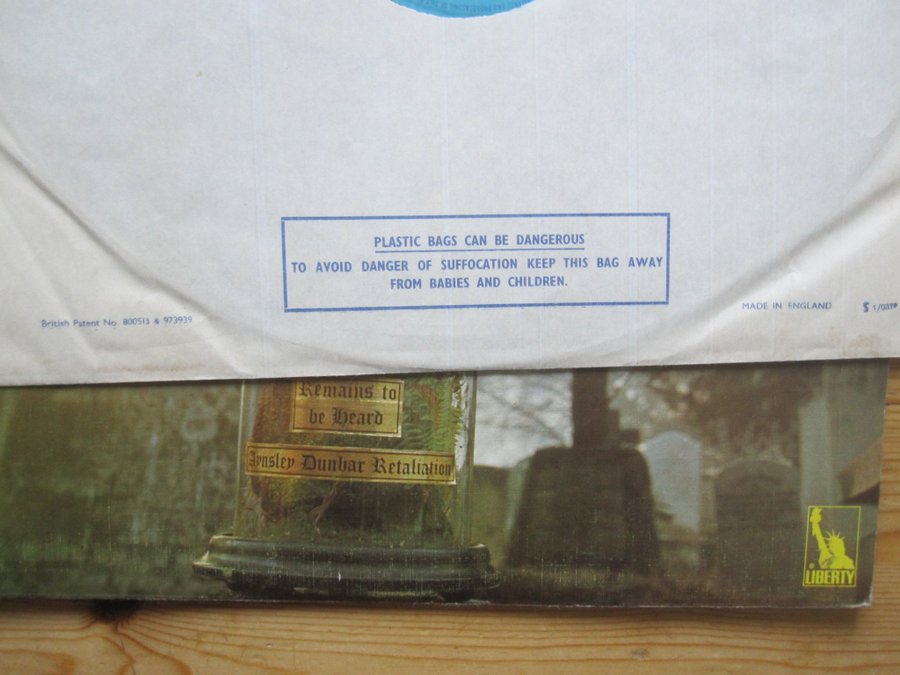 PLASTIC BAGS CAN BE DANGEROUS
TO AVOID DANGER OF SUFFOCATION KEEP THIS BAG AWAY
FROM BABIES AND CHILDREN.
MADE IN ENGLAND
British Patent No. 800513 & 973939
Remains to
be Heard
Aynsley Dunbar Retaliation
LIBERTY